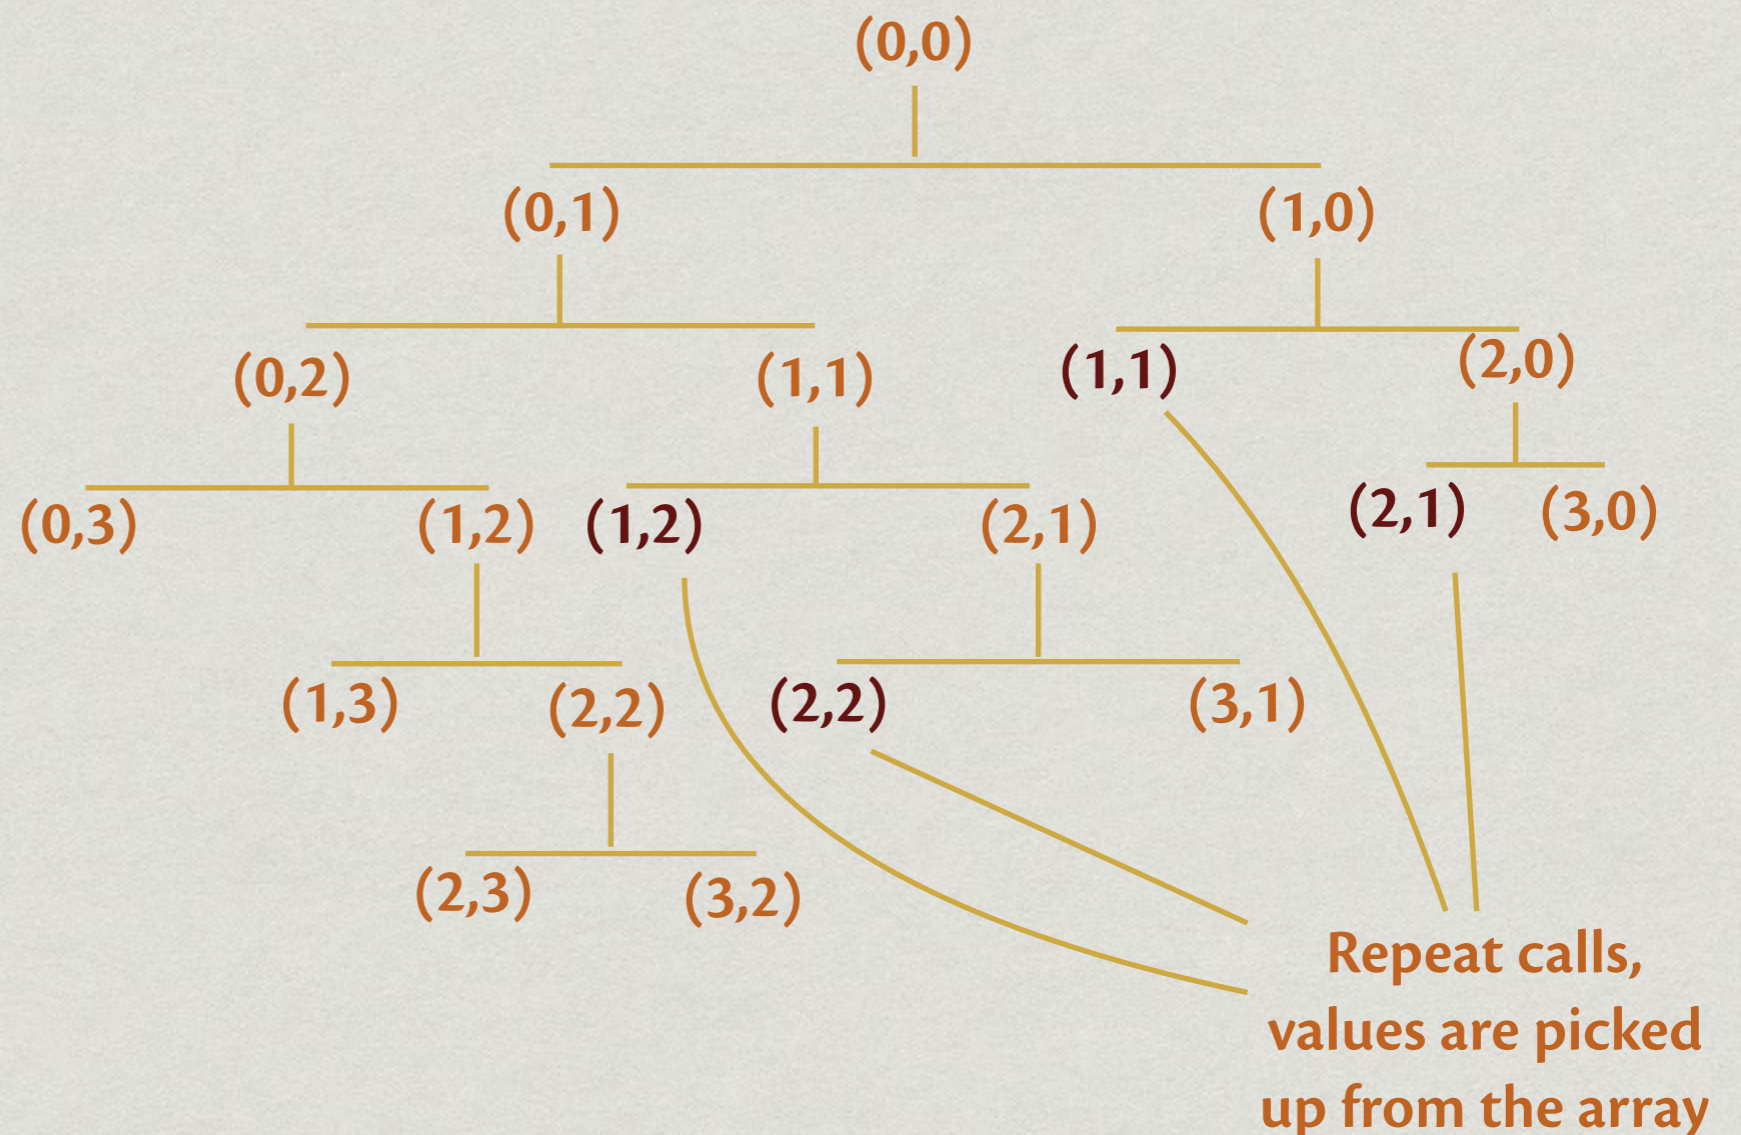 (0,0)
(0,1) (1,0)
(0,2) (1,1) (1,1) (2,0)
(0,3) (1,2) (1,2) (2,1) (2,1) (3,0)
(1,3) (2,2) (2,2) (3,1)
(2,3) (3,2)
Repeat calls,
values are picked
up from the array